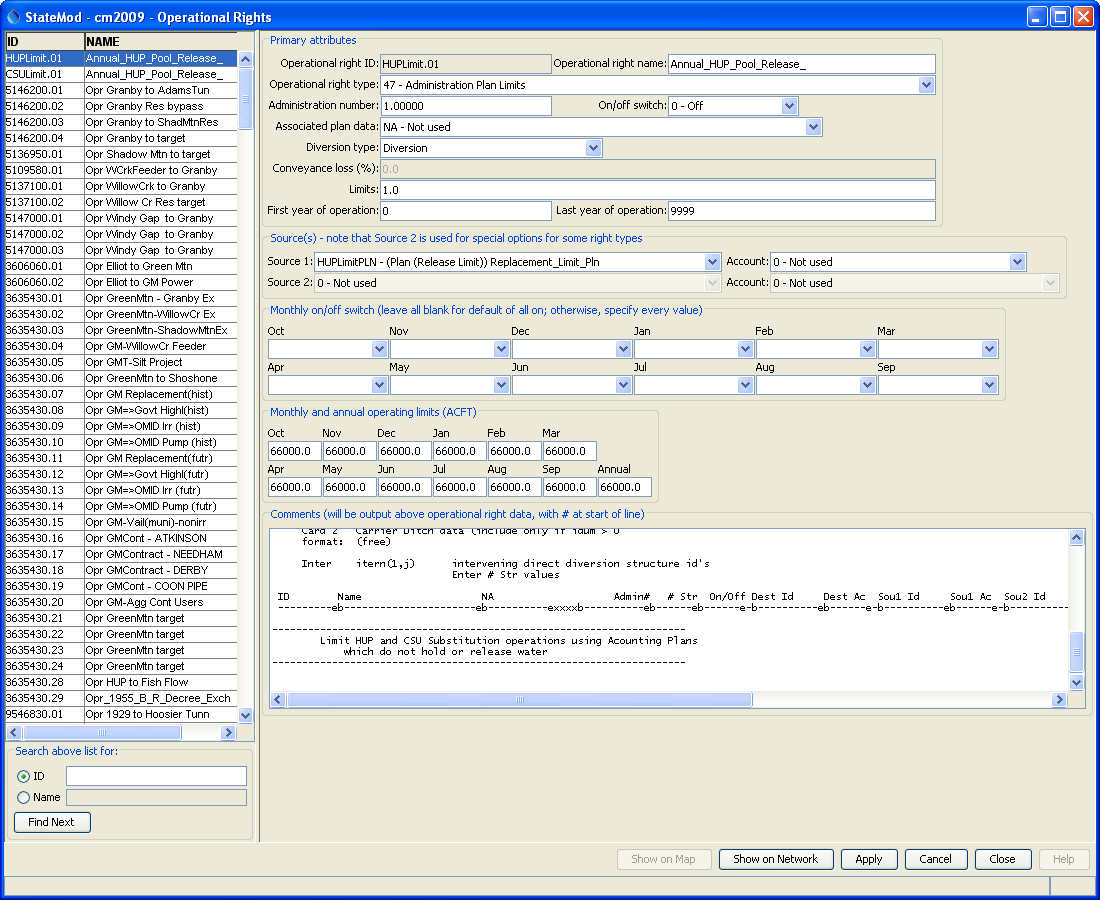 StateMod - cm2009 - Operational Rights
ID NAME
HUPLimit.01 Annual_HUP_Pool_Release_
CSULimit.01 Annual_HUP_Pool_Release_
5146200.01 Opr Granby to AdamsTun
5146200.02 Opr Granby Res bypass
5146200.03 Opr Granby to ShadMtnRes
5146200.04 Opr Granby to target
5136950.01 Opr Shadow Mtn to target
5109580.01 Opr WCrkFeeder to Granby
5137100.01 Opr WillowCrk to Granby
5137100.02 Opr Willow Cr Res target
5147000.01 Opr Windy Gap  to Granby
5147000.02 Opr Windy Gap  to Granby
5147000.03 Opr Windy Gap  to Granby
3606060.01 Opr Elliot to Green Mtn
3606060.02 Opr Elliot to GM Power
3635430.01 Opr GreenMtn - Granby Ex
3635430.02 Opr GreenMtn-WillowCr Ex
3635430.03 Opr GreenMtn-ShadowMtnEx
3635430.04 Opr GM-WillowCr Feeder
3635430.05 Opr GMT-Silt Project
3635430.06 Opr GreenMtn to Shoshone
3635430.07 Opr GM Replacement(hist)
3635430.08 Opr GM=>Govt Highl(hist)
3635430.09 Opr GM=>OMID Irr (hist)
3635430.10 Opr GM=>OMID Pump (hist)
3635430.11 Opr GM Replacement(futr)
3635430.12 Opr GM=>Govt Highl(futr)
3635430.13 Opr GM=>OMID Irr (futr)
3635430.14 Opr GM=>OMID Pump (futr)
3635430.15 Opr GM-Vail(muni)-nonirr
3635430.16 Opr GMCont - ATKINSON
3635430.17 Opr GMContract - NEEDHAM
3635430.18 Opr GMContract - DERBY
3635430.19 Opr GMCont - COON PIPE
3635430.20 Opr GM-Agg Cont Users
3635430.21 Opr GreenMtn target
3635430.22 Opr GreenMtn target
3635430.23 Opr GreenMtn target
3635430.24 Opr GreenMtn target
3635430.28 Opr HUP to Fish Flow
3635430.29 Opr_1955_B_R_Decree_Exch
9546830.01 Opr 1929 to Hoosier Tunn
Search above list for:
ID
Name
Find Next
Primary attributes
Operational right ID: HUPLimit.01 Operational right name: Annual_HUP_Pool_Release_
Operational right type: 47 - Administration Plan Limits
Administration number: 1.00000 On/off switch: 0 - Off
Associated plan data: NA - Not used
Diversion type: Diversion
Conveyance loss (%): 0.0
Limits: 1.0
First year of operation: 0 Last year of operation: 9999
Source(s) - note that Source 2 is used for special options for some right types
Source 1: HUPLimitPLN - (Plan (Release Limit)) Replacement_Limit_Pln Account: 0 - Not used
Source 2: 0 - Not used Account: 0 - Not used
Monthly on/off switch (leave all blank for default of all on; otherwise, specify every value)
Oct Nov Dec Jan Feb Mar
Apr May Jun Jul Aug Sep
Monthly and annual operating limits (ACFT)
Oct Nov Dec Jan Feb Mar
66000.0 66000.0 66000.0 66000.0 66000.0 66000.0
Apr May Jun Jul Aug Sep Annual
66000.0 66000.0 66000.0 66000.0 66000.0 66000.0 66000.0
Comments (will be output above operational right data, with # at start of line)
Card 2 Carrier Ditch data (include only if idum > 0
format: (free)
Inter itern(1,j) intervening direct diversion structure id's
Enter # Str values
ID Name NA Admin# # Str On/Off Dest Id Dest Ac Sou1 Id Sou1 Ac Sou2 Id
---------eb----------------------eb----------exxxxb----------eb------eb------e-b----------eb------e-b----------eb------e-b----------
------------------------------------------------------
Limit HUP and CSU Substitution operations using Acounting Plans
which do not hold or release water
------------------------------------------------------
Show on Map Show on Network Apply Cancel Close Help